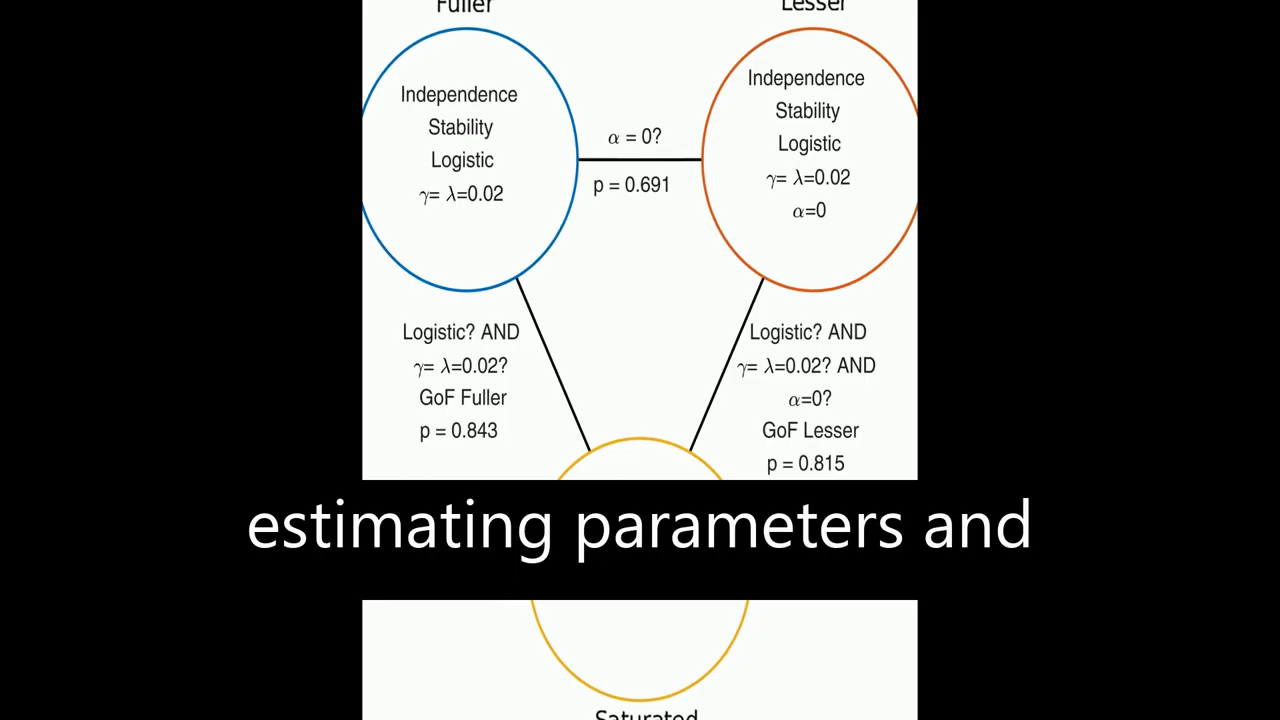 Fuller
Lesser
Independence
Stability
Logistic
γ= λ=0.02
α = 0?
p = 0.691
Independence
Stability
Logistic
γ= λ=0.02
α=0
Logistic? AND
γ= λ=0.02?
GoF Fuller
p = 0.843
Logistic? AND
γ= λ=0.02? AND
α=0?
GoF Lesser
p = 0.815
estimating parameters and
Saturated